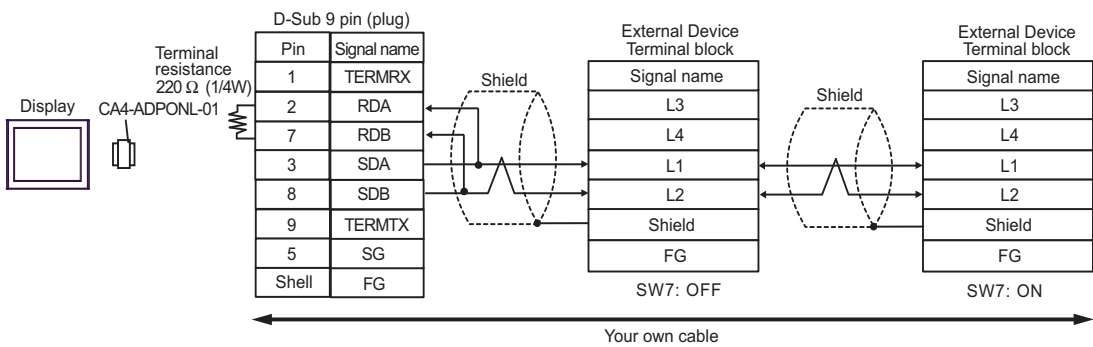 D-Sub 9 pin (plug)
Pin Signal name
1 TERMRX
2 RDA
7 RDB
3 SDA
8 SDB
9 TERMTX
5 SG
Shell FG
Display
CA4-ADPONL-01
Terminal
resistance
220 Ω (1/4W)
Shield
External Device
Terminal block
Signal name
L3
L4
L1
L2
Shield
FG
SW7: OFF
Shield
External Device
Terminal block
Signal name
L3
L4
L1
L2
Shield
FG
SW7: ON
Your own cable